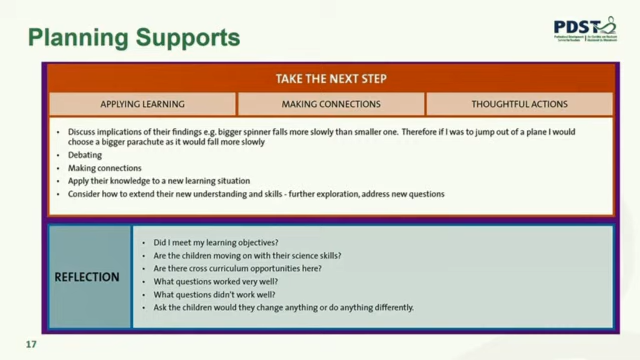 Planning Supports
PDST
TAKE THE NEXT STEP
APPLYING LEARNING
MAKING CONNECTIONS
THOUGHTFUL ACTIONS
• Discuss implications of their findings e.g. bigger spinner falls more slowly than smaller one. Therefore if I was to jump out of a plane I would
choose a bigger parachute as it would fall more slowly
• Debating
• Making connections
• Apply their knowledge to a new learning situation
• Consider how to extend their new understanding and skills - further exploration, address new questions
REFLECTION
• Did I meet my learning objectives?
• Are the children moving on with their science skills?
• Are there cross curriculum opportunities here?
• What questions worked very well?
• What questions didn't work well?
• Ask the children would they change anything or do anything differently.
17